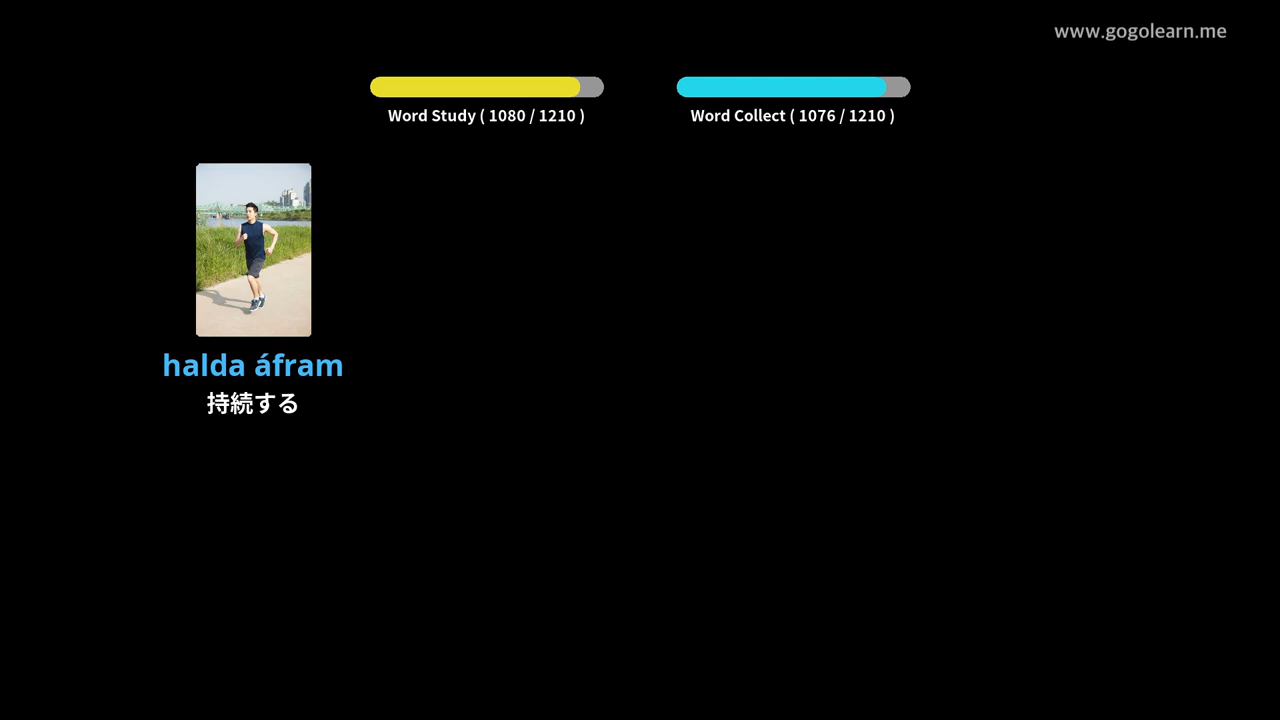 www.gogolearn.me
Word Study ( 1080 / 1210 )
Word Collect ( 1076 / 1210 )
halda áfram
持続する